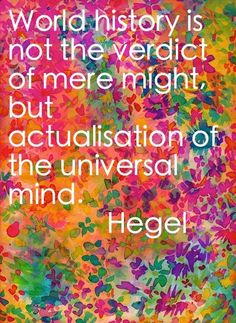 World history is
not the verdict
of mere might,
but
actualisation of
the universal
mind.
Hegel